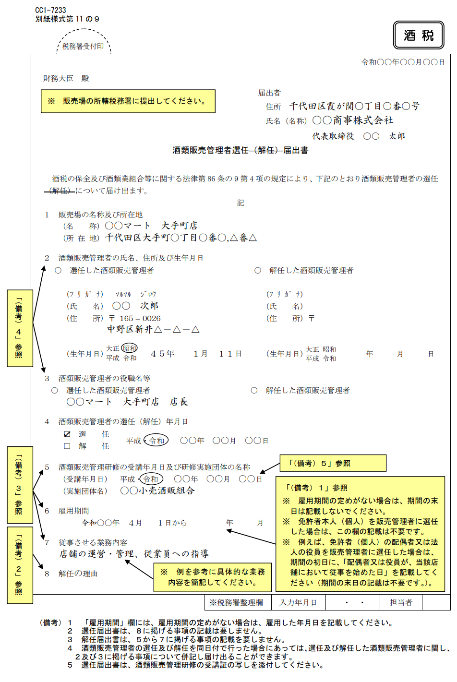 CC1-7233
別紙様式第11の9
酒税
税務署受付印
令和〇〇年〇〇月〇〇日
財務大臣 殿
※ 販売場の所轄税務署に提出してください。
届出者
住所 千代田区霞が関〇丁目〇番〇号
氏名（名称）〇〇商事株式会社
代表取締役 〇〇 太郎
酒類販売管理者選任（解任）届出書
酒税の保全及び酒類業組合等に関する法律第86条の9第4項の規定により、下記のとおり酒類販売管理者の選任
（解任）について届け出ます。
記
1 販売場の名称及び所在地
（名 称）〇〇マート 大手町店
（所 在 地）千代田区大手町〇丁目〇番〇,△番△
2 酒類販売管理者の氏名、住所及び生年月日
〇 選任した酒類販売管理者
〇 解任した酒類販売管理者
（ﾌﾘｶﾞﾅ） ﾏﾙﾏﾙ ｼﾞﾛｳ
（ﾌﾘｶﾞﾅ）
（氏 名）〇〇 次郎
（氏 名）
（住 所）〒165－0026
（住 所）〒
中野区新井△－△－△
（生年月日）大正 昭和 平成 令和 45年 1月 11日
（生年月日）大正 昭和 平成 令和 年 月 日
「（備考）4」参照
3 酒類販売管理者の役職名等
〇 選任した酒類販売管理者
〇 解任した酒類販売管理者
〇〇マート 大手町店 店長
4 酒類販売管理者の選任（解任）年月日
☑ 選 任
□ 解 任
平成・令和 〇〇年 〇〇月 〇〇日
5 酒類販売管理研修の受講年月日及び研修実施団体の名称
（受講年月日） 平成・令和 〇〇年 〇〇月 〇〇日
（実施団体名） 〇〇小売酒販組合
「（備考）5」参照
「（備考）3」参照
6 雇用期間
令和〇〇年 4月 1日から 年 月
「（備考）1」参照
※ 雇用期間の定めがない場合は、期間の末日は記載しないでください。
※ 免許者本人（個人）を販売管理者に選任した場合は、この欄の記載は不要です。
※ 例えば、免許者（個人）の配偶者又は法人の役員を販売管理者に選任した場合は、期間の初日に、「配偶者又は役員が、当該店舗において従事を始めた日」を記載してください（期間の末日の記載は不要です。）。
7 従事させる業務内容
店舗の運営・管理、従業員への指導
※ 例を参考に具体的な業務内容を簡記してください。
「（備考）2」参照
8 解任の理由
※税務署整理欄 入力年月日 ・ ・ 担当者
（備考）1 「雇用期間」欄には、雇用期間の定めがない場合は、雇用した年月日を記載してください。
2 選任届出書は、8に掲げる事項の記載は要しません。
3 解任届出書は、5から7に掲げる事項の記載を要しません。
4 酒類販売管理者の選任及び解任を同日付で行った場合にあっては、選任及び解任した酒類販売管理者に関し、
2及び3に掲げる事項について併記し届け出ることができます。
5 選任届出書は、酒類販売管理研修の受講証の写しを添付してください。